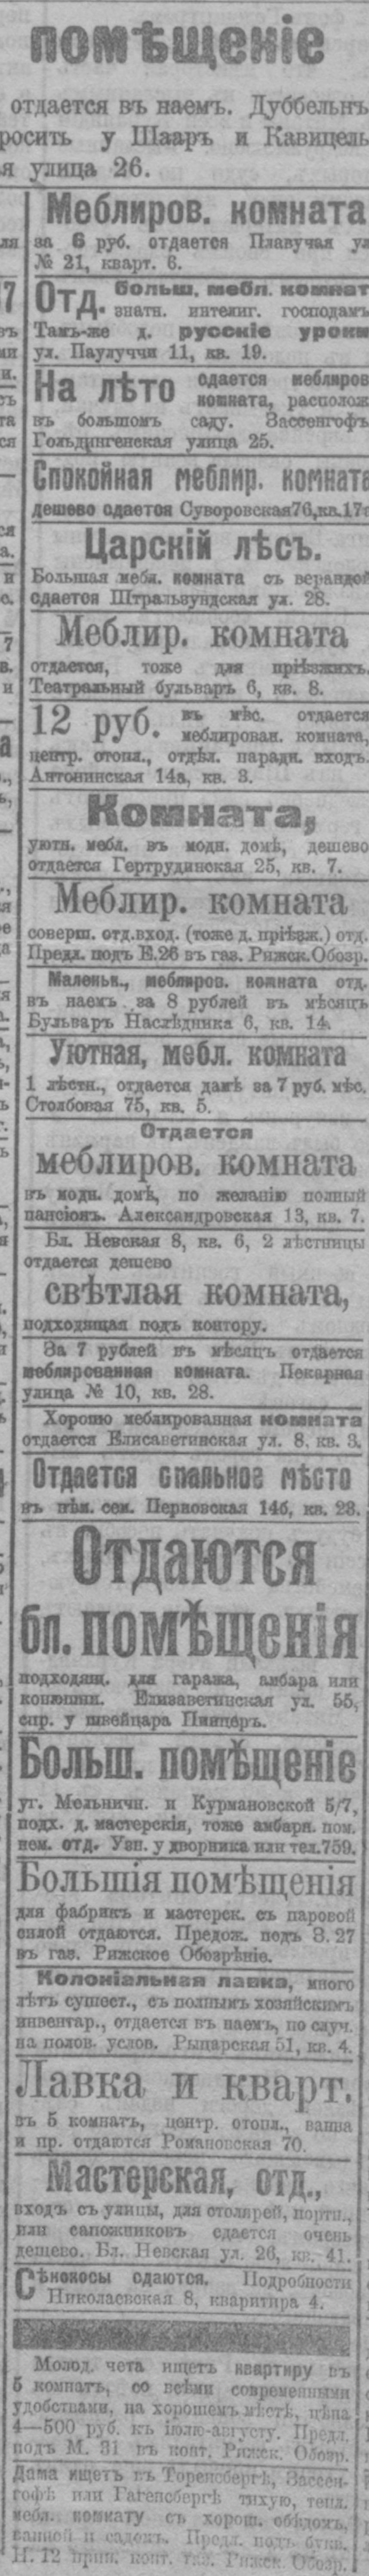 помѣщеніе
отдается въ наемъ. Дуббельнъ
росить у Шааръ и Кавицель
я улица 26.
Меблиров. комната
за 6 руб. отдается Плавучая ул
№ 21, кварт. 6.
Отд. больш. мебл. комнат
знатн. интелиг. господамъ
Тамъ-же д. русскіе уроки
ул. Паулуччи 11, кв. 19.
На лѣто сдается меблиров
комната, располож
въ большомъ саду. Зассенгофъ
Гольдингенская улица 25.
Спокойная меблир. комната
дешево сдается Суворовская 76, кв. 17а
Царскій лѣсъ.
Большая мебл. комната съ верандой
сдается Штральзундская ул. 28.
Меблир. комната
отдается, тоже для пріѣзжихъ.
Театральный бульваръ 6, кв. 8.
12 руб. въ мѣс. отдается
меблирован. комната,
центр. отопл., отдѣл. парадн. входъ.
Антонинская 14а, кв. 3.
Комната,
уютн. мебл. въ модн. домѣ, дешево
отдается Гертрудинская 25, кв. 7.
Меблир. комната
соверш. отд. вход. (тоже д. пріѣзж.) отд.
Предл. подъ Е. 26 въ газ. Рижск. Обозр.
Маленьк., меблиров. комната отд.
въ наемъ за 8 рублей въ мѣсяцъ
Бульваръ Наслѣдника 6, кв. 14.
Уютная, мебл. комната
1 лѣстн., отдается дамѣ за 7 руб. мѣс.
Столбовая 75, кв. 5.
Отдается
меблиров. комната
въ модн. домѣ, по желанію полный
пансіонъ. Александровская 13, кв. 7.
Бл. Невская 8, кв. 6, 2 лѣстницы
отдается дешево
свѣтлая комната,
подходящая подъ контору.
За 7 рублей въ мѣсяцъ отдается
меблированная комната. Пекарная
улица № 10, кв. 28.
Хорошо меблированная комната
отдается Елисаветинская ул. 8, кв. 3.
Отдается спальное мѣсто
въ нѣм. сем. Перновская 14б, кв. 28.
Отдаются
бл. помѣщенія
подходящ. для гаража, амбара или
конюшни. Елизаветинская ул. 55,
спр. у швейцара Пинцеръ.
Больш. помѣщеніе
уг. Мельничн. и Курмановской 5/7,
подх. д. мастерскія, тоже амбарн. пом.
нем. отд. Узн. у дворника или тел. 759.
Большія помѣщенія
для фабрикъ и мастерск. съ паровой
силой отдаются. Предож. подъ З. 27
въ газ. Рижское Обозрѣніе.
Колоніальная лавка, много
лѣтъ сущест., съ полнымъ хозяйскимъ
инвентар., отдается въ наемъ, по случ.
на полов. услов. Рыцарская 51, кв. 4.
Лавка и кварт.
въ 5 комнатъ, центр. отопл., ванна
и пр. отдаются Романовская 70.
Мастерская, отд.,
входъ съ улицы, для столярей, портн.,
или сапожниковъ сдается очень
дешево. Бл. Невская ул. 26, кв. 41.
Сѣнокосы сдаются. Подробности
Николаевская 8, кваритира 4.
Молод. чета ищетъ квартиру въ
5 комнатъ, со всѣми современными
удобствами, на хорошемъ мѣстѣ, цѣна
4—500 руб. къ іюлю-августу. Предл.
подъ М. 31 въ конт. Рижск. Обозр.
Дама ищетъ въ Торенсбергѣ, Зассен-
гофѣ или Гагенсбергѣ тихую, тепл.
мебл. комнату съ хорош. обѣдомъ,
ванной и садомъ. Предл. подъ букв.
Н. 12 прин. конт. газ. Рижск. Обозр.